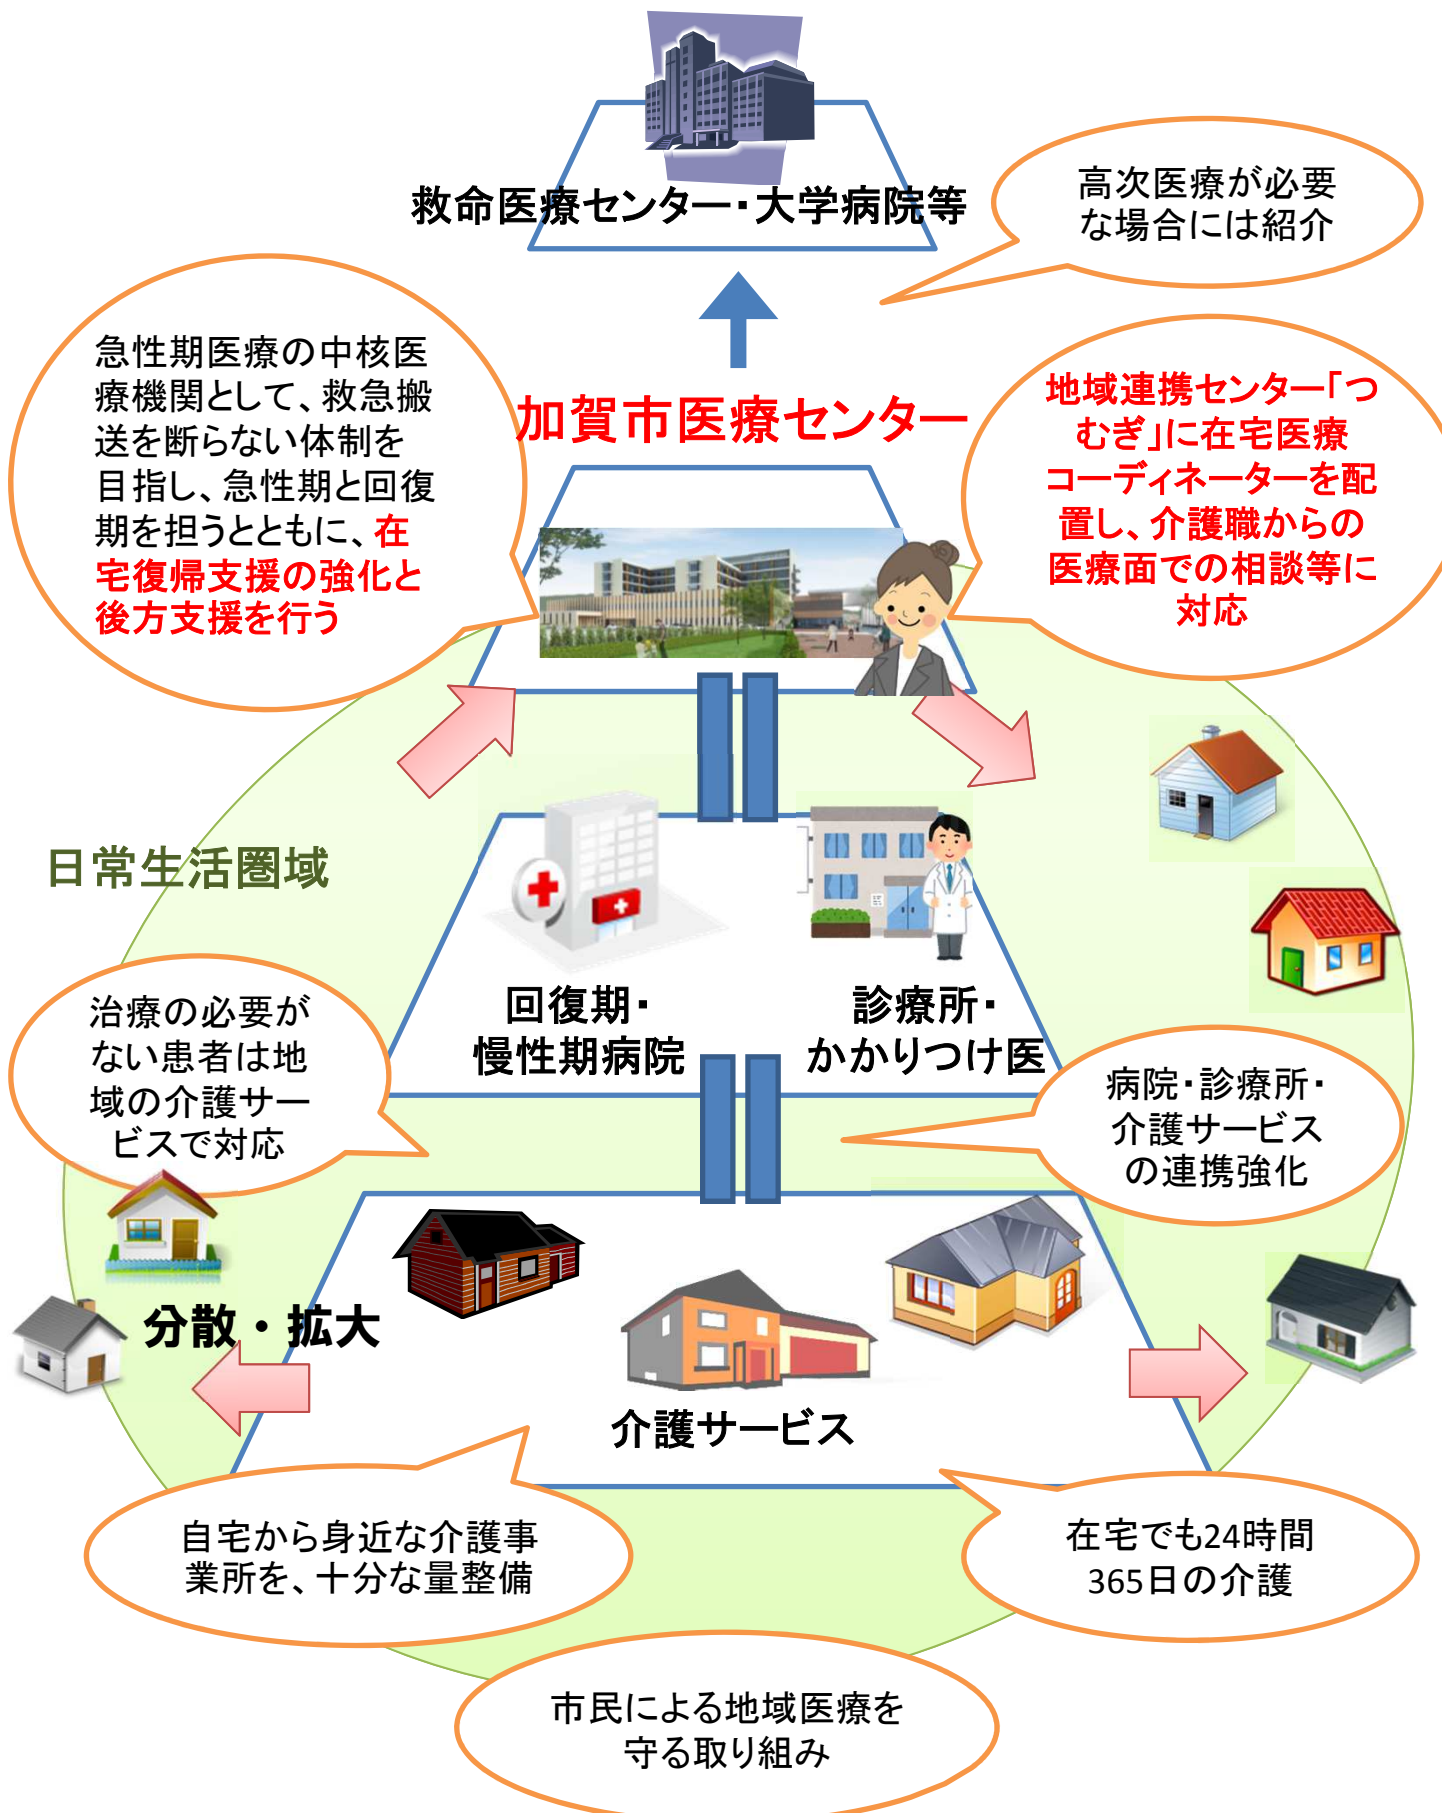 救命医療センター・大学病院等
高次医療が必要
な場合には紹介
急性期医療の中核医
療機関として、救急搬
送を断らない体制を
目指し、急性期と回復
期を担うとともに、在
宅復帰支援の強化と
後方支援を行う
加賀市医療センター
地域連携センター「つ
むぎ」に在宅医療
コーディネーターを配
置し、介護職からの
医療面での相談等に
対応
日常生活圏域
回復期・
慢性期病院
診療所・
かかりつけ医
治療の必要が
ない患者は地
域の介護サー
ビスで対応
病院・診療所・
介護サービス
の連携強化
分散・拡大
介護サービス
自宅から身近な介護事
業所を、十分な量整備
在宅でも24時間
365日の介護
市民による地域医療を
守る取り組み